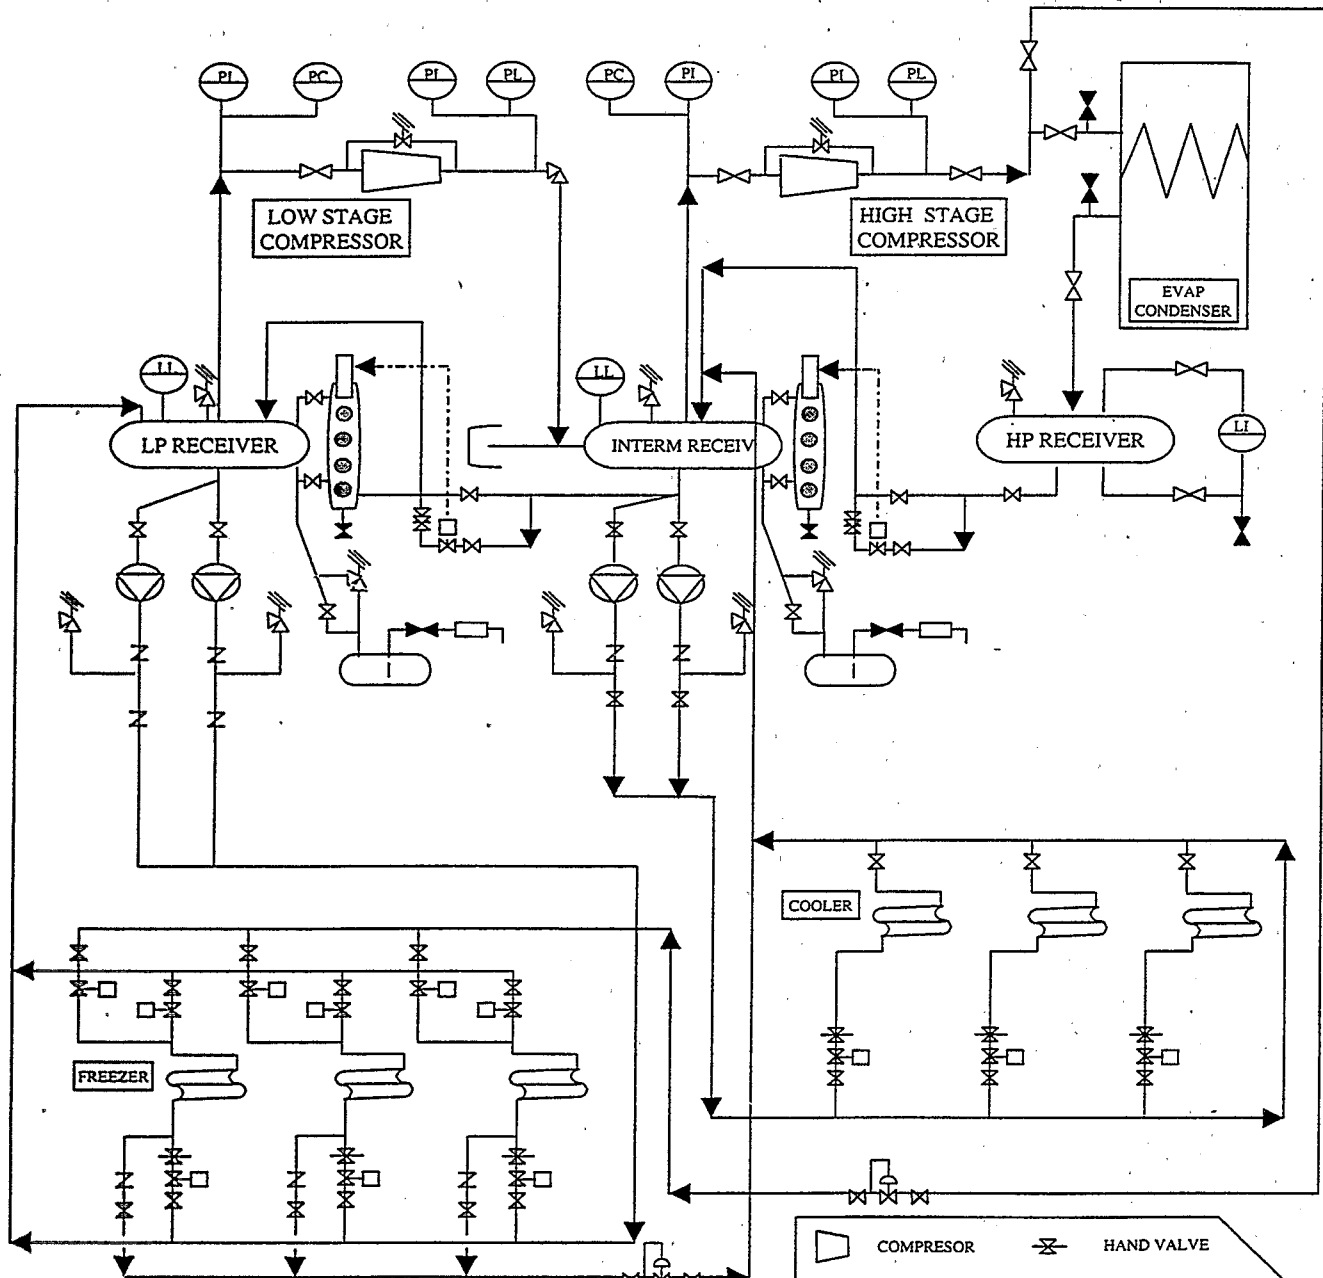 PI
PC
PI
PL
PC
PI
PI
PL
LOW STAGE
COMPRESSOR
HIGH STAGE
COMPRESSOR
EVAP
CONDENSER
LI
LL
LI
LP RECEIVER
INTERM RECEIV
HP RECEIVER
COOLER
FREEZER
COMPRESOR
HAND VALVE